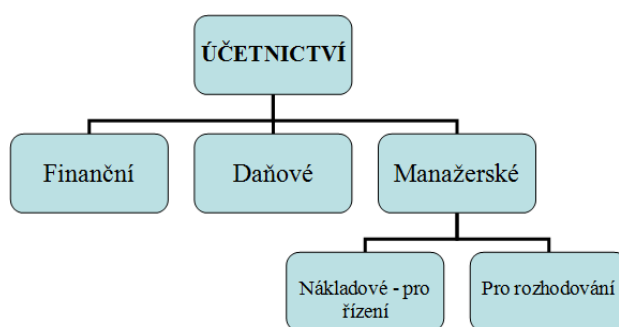 ÚČETNICTVÍ
Finanční
Daňové
Manažerské
Nákladové - pro
řízení
Pro rozhodování